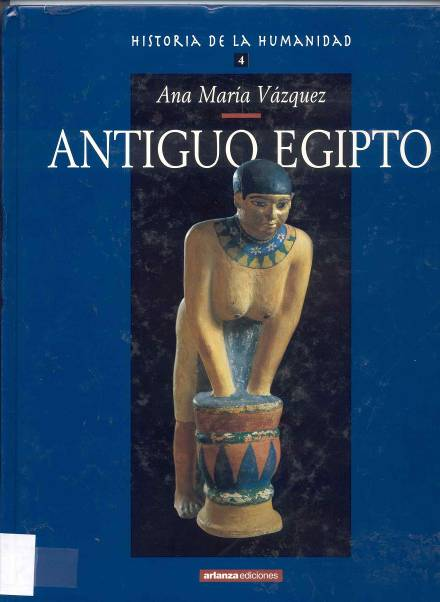 HISTORIA DE LA HUMANIDAD
4
Ana María Vázquez
ANTIGUO EGIPTO
arlanza ediciones